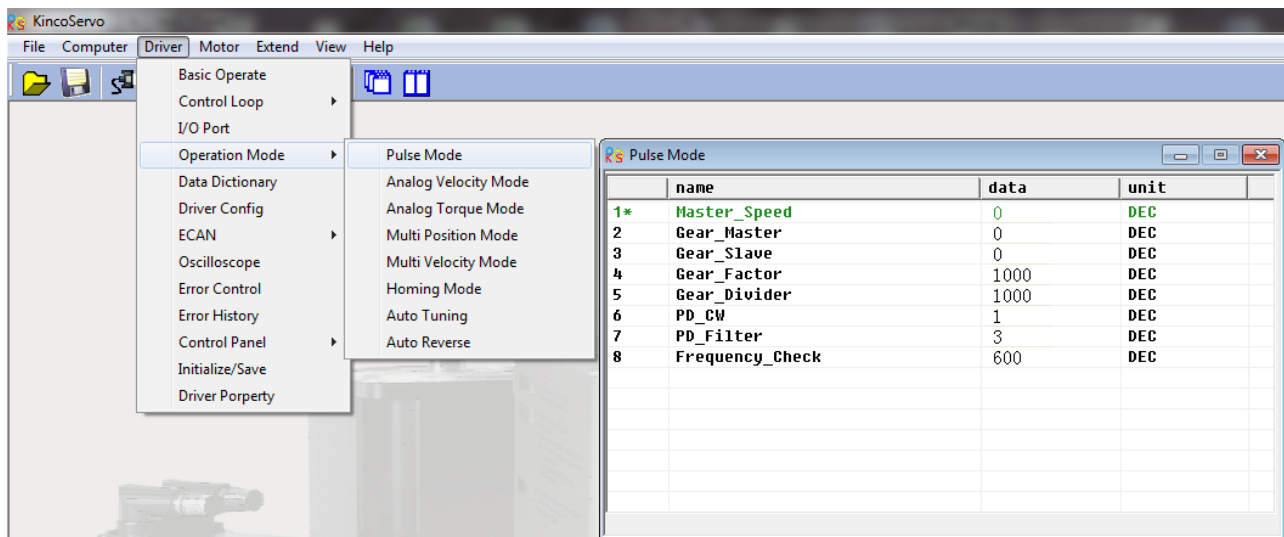 KincoServo
File Computer Driver Motor Extend View Help
Basic Operate
Control Loop
I/O Port
Operation Mode
Data Dictionary
Driver Config
ECAN
Oscilloscope
Error Control
Error History
Control Panel
Initialize/Save
Driver Porperty
Pulse Mode
Analog Velocity Mode
Analog Torque Mode
Multi Position Mode
Multi Velocity Mode
Homing Mode
Auto Tuning
Auto Reverse
Pulse Mode
name data unit
1* Master_Speed 0 DEC
2 Gear_Master 0 DEC
3 Gear_Slave 0 DEC
4 Gear_Factor 1000 DEC
5 Gear_Divider 1000 DEC
6 PD_CW 1 DEC
7 PD_Filter 3 DEC
8 Frequency_Check 600 DEC